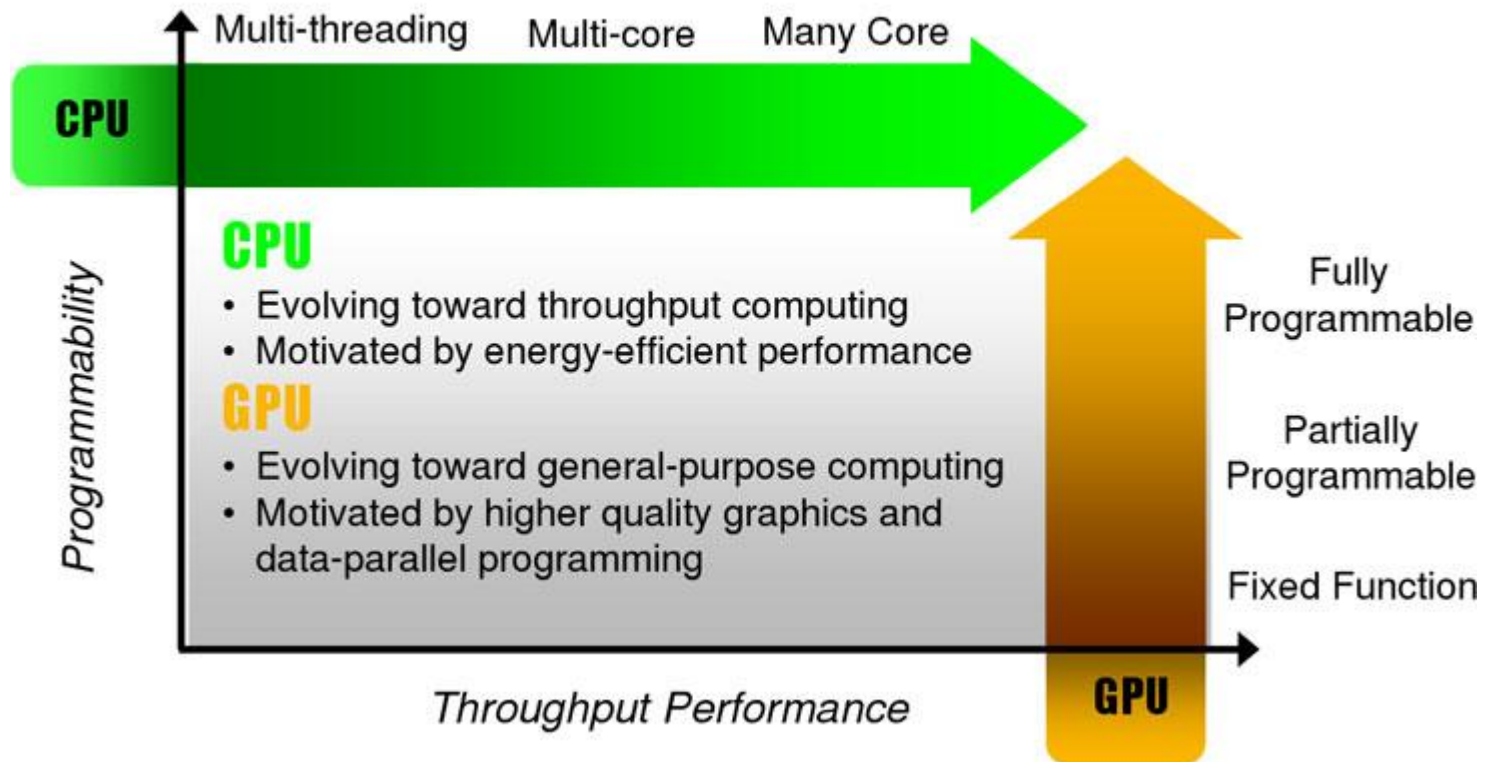 Multi-threading
Multi-core
Many Core
CPU
CPU
• Evolving toward throughput computing
• Motivated by energy-efficient performance
GPU
• Evolving toward general-purpose computing
• Motivated by higher quality graphics and
data-parallel programming
Programmability
Fully
Programmable
Partially
Programmable
Fixed Function
Throughput Performance
GPU